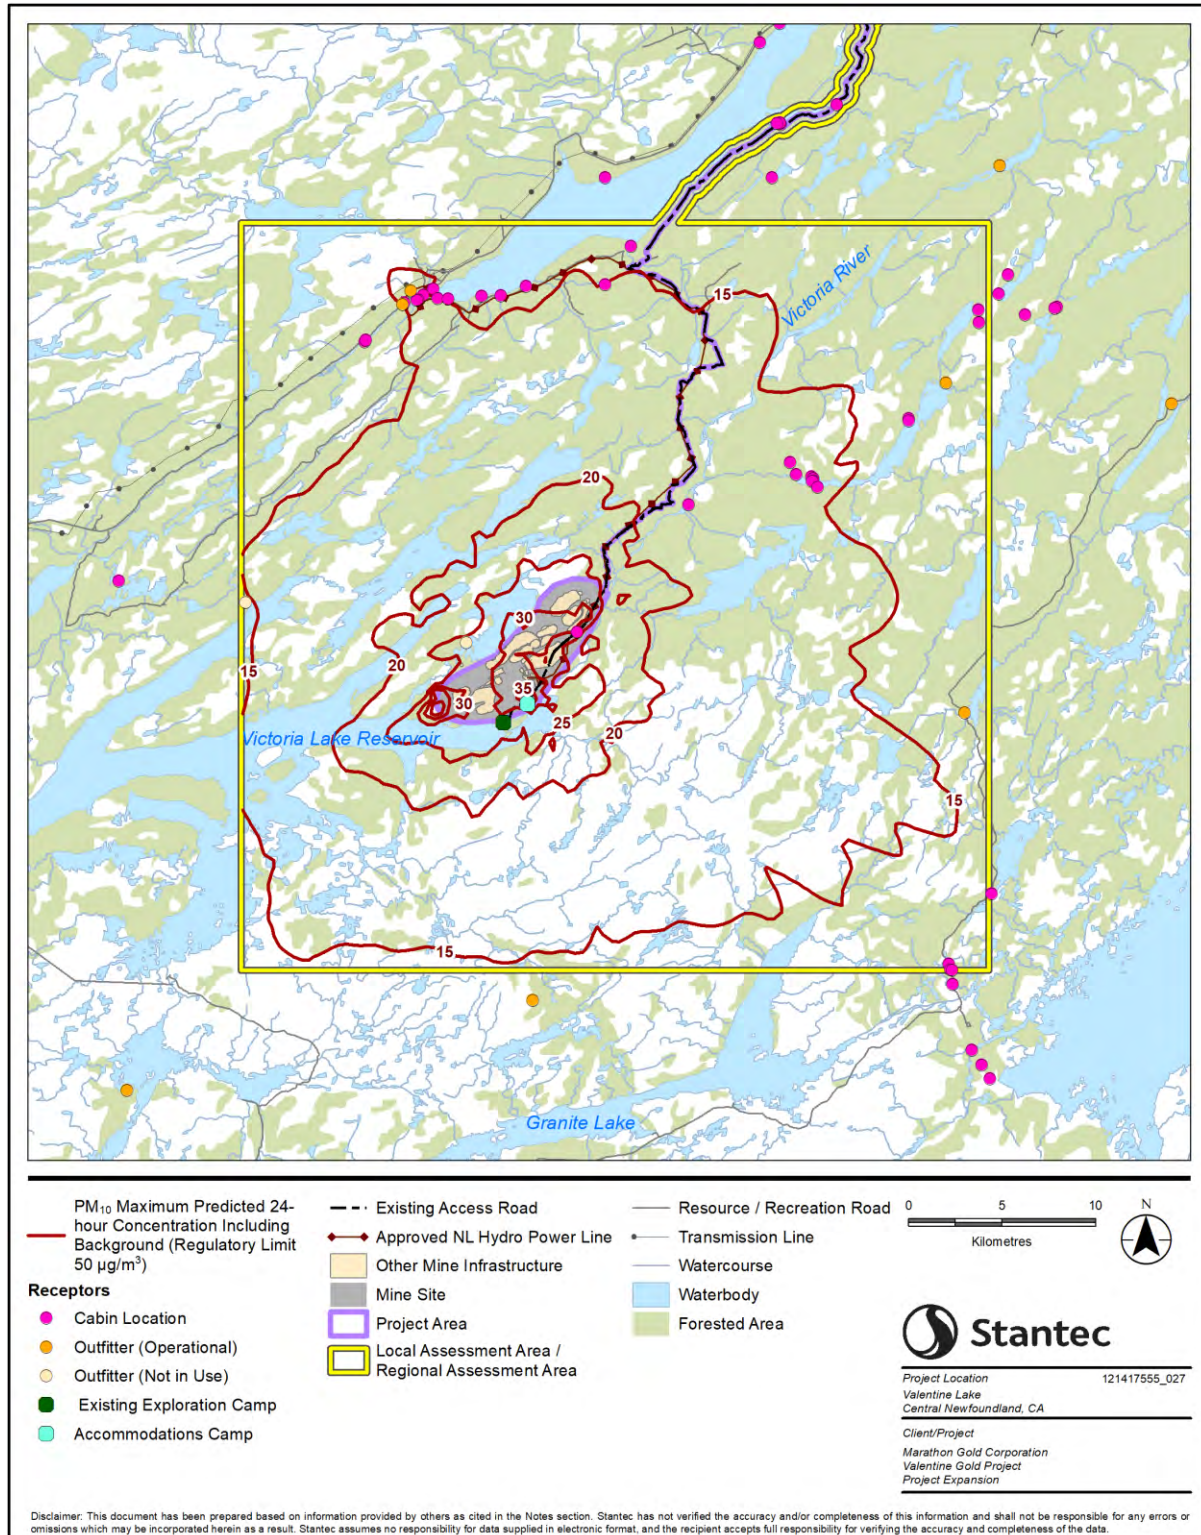 15
Victoria River
20
30
20
15
35
30
25
20
Victoria Lake Reservoir
15
15
Granite Lake
PM₁₀ Maximum Predicted 24-
hour Concentration Including
Background (Regulatory Limit
50 µg/m³)
Receptors
Cabin Location
Outfitter (Operational)
Outfitter (Not in Use)
Existing Exploration Camp
Accommodations Camp
Existing Access Road
Approved NL Hydro Power Line
Other Mine Infrastructure
Mine Site
Project Area
Local Assessment Area /
Regional Assessment Area
Resource / Recreation Road
Transmission Line
Watercourse
Waterbody
Forested Area
0 5 10
Kilometres
N
Stantec
Project Location 121417555_027
Valentine Lake
Central Newfoundland, CA
Client/Project
Marathon Gold Corporation
Valentine Gold Project
Project Expansion
Disclaimer: This document has been prepared based on information provided by others as cited in the Notes section. Stantec has not verified the accuracy and/or completeness of this information and shall not be responsible for any errors or
omissions which may be incorporated herein as a result. Stantec assumes no responsibility for data supplied in electronic format, and the recipient accepts full responsibility for verifying the accuracy and completeness of the data.